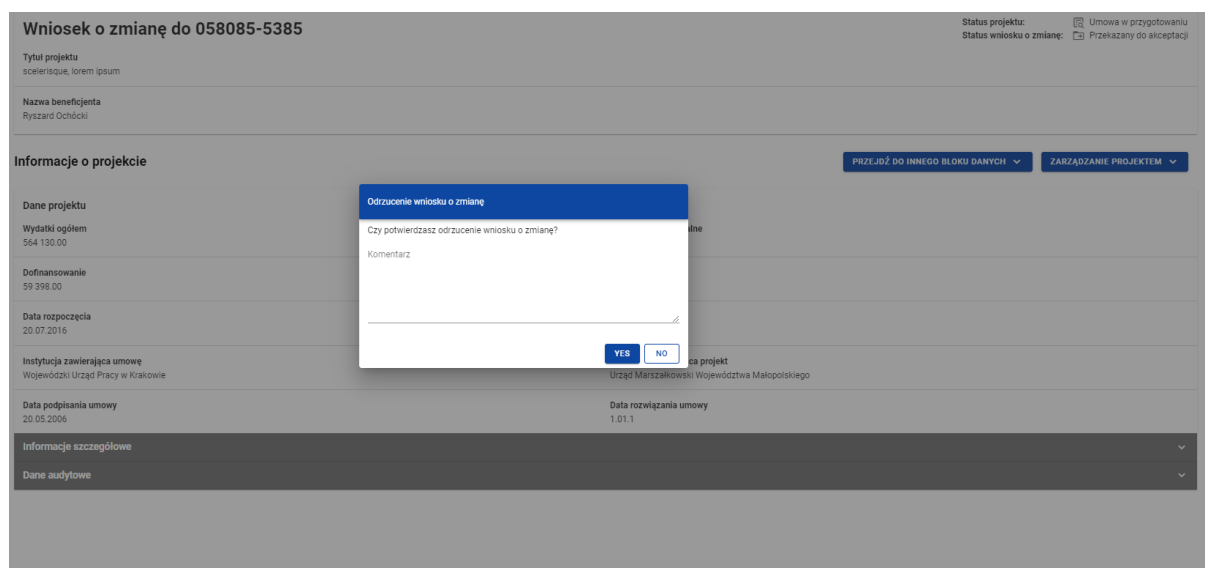 Wniosek o zmianę do 058085-5385
Status projektu: Umowa w przygotowaniu
Status wniosku o zmianę: Przekazany do akceptacji
Tytuł projektu
scelerisque, lorem ipsum
Nazwa beneficjenta
Ryszard Ochócki
Informacje o projekcie
PRZEJDŹ DO INNEGO BLOKU DANYCH
ZARZĄDZANIE PROJEKTEM
Dane projektu
Wydatki ogółem
564 130.00
Dofinansowanie
59 398.00
Data rozpoczęcia
20.07.2016
Odrzucenie wniosku o zmianę
Czy potwierdzasz odrzucenie wniosku o zmianę?
Komentarz
YES NO
Instytucja zawierająca umowę
Wojewódzki Urząd Pracy w Krakowie
projekt
Urząd Marszałkowski Województwa Małopolskiego
Data podpisania umowy
20.05.2006
Data rozwiązania umowy
1.01.1
Informacje szczegółowe
Dane audytowe